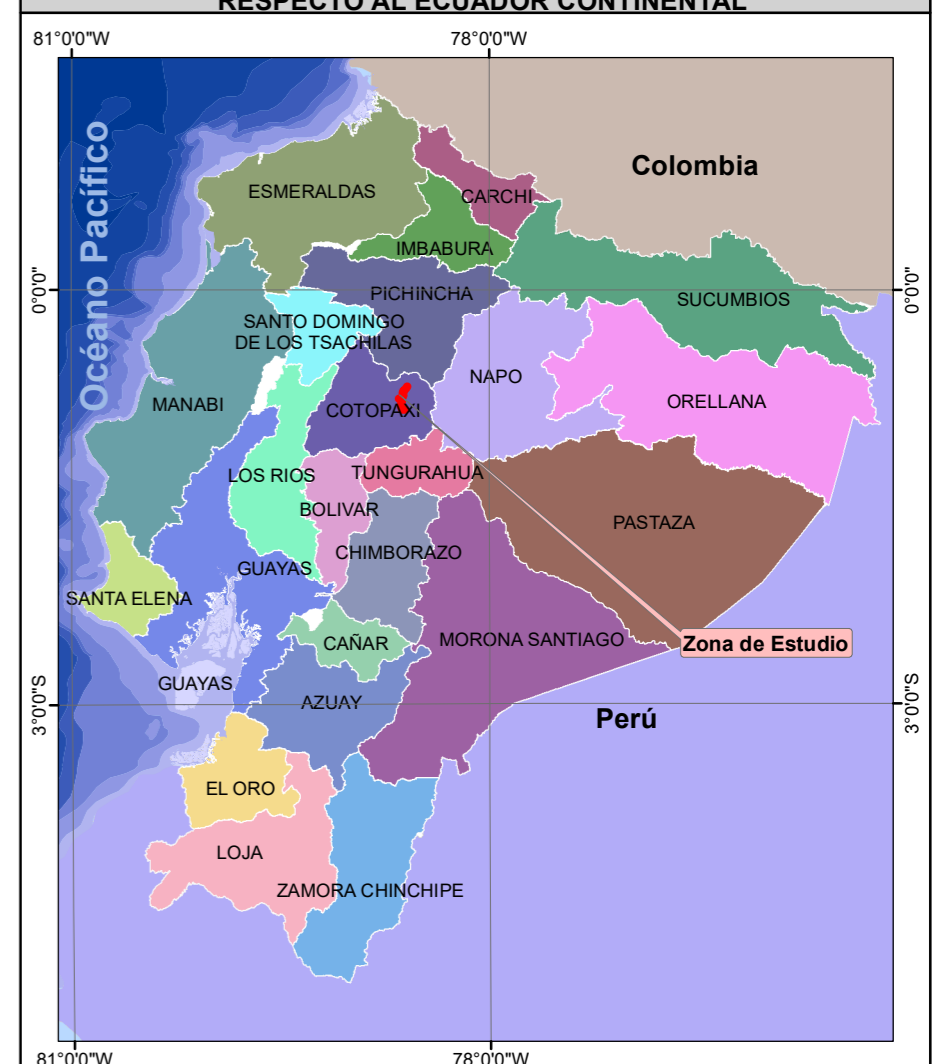 RESPECTO AL ECUADOR CONTINENTAL
81°0'0"W
78°0'0"W
Océano Pacífico
Colombia
ESMERALDAS
CARCHI
IMBABURA
0°0'0"
0°0'0"
PICHINCHA
SUCUMBIOS
SANTO DOMINGO
DE LOS TSACHILAS
NAPO
MANABI
COTOPAXI
ORELLANA
LOS RIOS
TUNGURAHUA
BOLIVAR
PASTAZA
CHIMBORAZO
GUAYAS
SANTA ELENA
CAÑAR
MORONA SANTIAGO
Zona de Estudio
GUAYAS
AZUAY
3°0'0"S
3°0'0"S
Perú
EL ORO
LOJA
ZAMORA CHINCHIPE
81°0'0"W
78°0'0"W